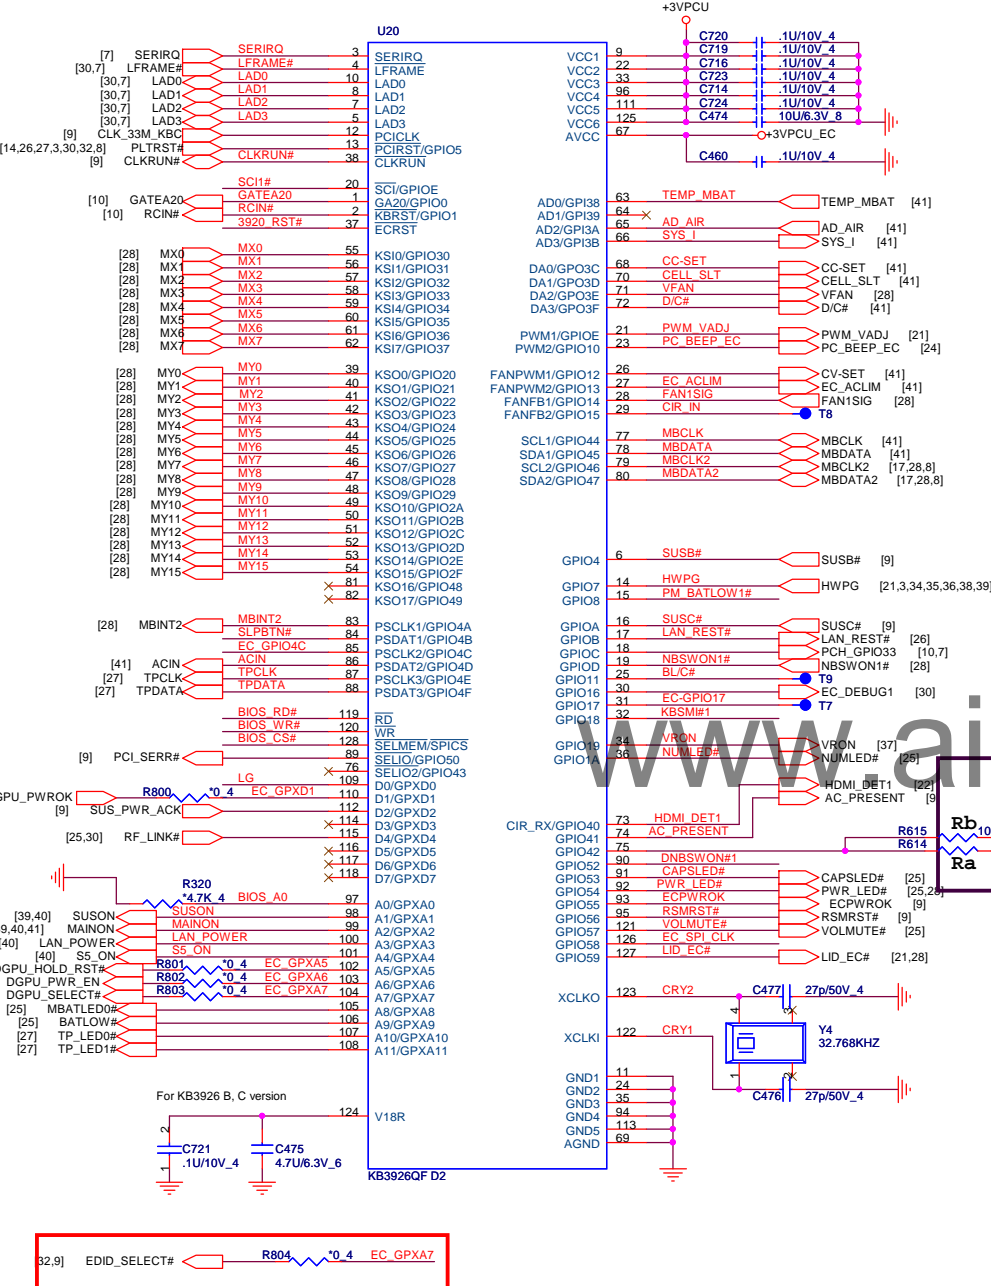 +3VPCU
U20
[7] SERIRQ SERIRQ 3 SERIRQ
[30,7] LFRAME# LFRAME# 4 LFRAME
[30,7] LAD0 LAD0 10 LAD0
[30,7] LAD1 LAD1 8 LAD1
[30,7] LAD2 LAD2 7 LAD2
[30,7] LAD3 LAD3 5 LAD3
[9] CLK_33M_KBC 12 PCICLK
[14,26,27,3,30,32,8] PLTRST# 13 PCIRST/GPIO5
[9] CLKRUN# CLKRUN# 38 CLKRUN
SCI1# 20 SCI/GPIOE
[10] GATEA20 GATEA20 1 GA20/GPIO0
[10] RCIN# RCIN# 2 KBRST/GPIO1
3920_RST# 37 ECRST
[28] MX0 MX0 55 KSI0/GPIO30
[28] MX1 MX1 56 KSI1/GPIO31
[28] MX2 MX2 57 KSI2/GPIO32
[28] MX3 MX3 58 KSI3/GPIO33
[28] MX4 MX4 59 KSI4/GPIO34
[28] MX5 MX5 60 KSI5/GPIO35
[28] MX6 MX6 61 KSI6/GPIO36
[28] MX7 MX7 62 KSI7/GPIO37
[28] MY0 MY0 39 KSO0/GPIO20
[28] MY1 MY1 40 KSO1/GPIO21
[28] MY2 MY2 41 KSO2/GPIO22
[28] MY3 MY3 42 KSO3/GPIO23
[28] MY4 MY4 43 KSO4/GPIO24
[28] MY5 MY5 44 KSO5/GPIO25
[28] MY6 MY6 45 KSO6/GPIO26
[28] MY7 MY7 46 KSO7/GPIO27
[28] MY8 MY8 47 KSO8/GPIO28
[28] MY9 MY9 48 KSO9/GPIO29
[28] MY10 MY10 49 KSO10/GPIO2A
[28] MY11 MY11 50 KSO11/GPIO2B
[28] MY12 MY12 51 KSO12/GPIO2C
[28] MY13 MY13 52 KSO13/GPIO2D
[28] MY14 MY14 53 KSO14/GPIO2E
[28] MY15 MY15 54 KSO15/GPIO2F
81 KSO16/GPIO48
82 KSO17/GPIO49
[28] MBINT2 MBINT2 83 PSCLK1/GPIO4A
SLPBTN# 84 PSDAT1/GPIO4B
EC_GPIO4C 85 PSCLK2/GPIO4C
[41] ACIN ACIN 86 PSDAT2/GPIO4D
[27] TPCLK TPCLK 87 PSCLK3/GPIO4E
[27] TPDATA TPDATA 88 PSDAT3/GPIO4F
BIOS_RD# 119 RD
BIOS_WR# 120 WR
BIOS_CS# 128 SELMEM/SPICS
[9] PCI_SERR# 89 SELIO/GPIO50
76 SELIO2/GPIO43
LG 109 D0/GPXD0
GPU_PWROK R800 *0_4 EC_GPXD1 110 D1/GPXD1
[9] SUS_PWR_ACK 112 D2/GPXD2
114 D3/GPXD3
[25,30] RF_LINK# 115 D4/GPXD4
116 D5/GPXD5
117 D6/GPXD6
118 D7/GPXD7
R320 *4.7K_4 BIOS_A0 97 A0/GPXA0
[39,40] SUSON SUSON 98 A1/GPXA1
9,40,41] MAINON MAINON 99 A2/GPXA2
[40] LAN_POWER LAN_POWER 100 A3/GPXA3
[40] S5_ON S5_ON 101 A4/GPXA4
DGPU_HOLD_RST# R801 *0_4 EC_GPXA5 102 A5/GPXA5
DGPU_PWR_EN R802 *0_4 EC_GPXA6 103 A6/GPXA6
DGPU_SELECT# R803 *0_4 EC_GPXA7 104 A7/GPXA7
[25] MBATLED0# 105 A8/GPXA8
[25] BATLOW# 106 A9/GPXA9
[27] TP_LED0# 107 A10/GPXA10
[27] TP_LED1# 108 A11/GPXA11
For KB3926 B, C version
124 V18R
2 1 C721 .1U/10V_4
C475 4.7U/6.3V_6
KB3926QF D2
VCC1 9 C720 .1U/10V_4
VCC2 22 C719 .1U/10V_4
VCC3 33 C716 .1U/10V_4
VCC4 96 C723 .1U/10V_4
VCC5 111 C714 .1U/10V_4
VCC6 125 C724 .1U/10V_4
AVCC 67 C474 10U/6.3V_8
+3VPCU_EC
C460 .1U/10V_4
AD0/GPI38 63 TEMP_MBAT TEMP_MBAT [41]
AD1/GPI39 64
AD2/GPI3A 65 AD_AIR AD_AIR [41]
AD3/GPI3B 66 SYS_I SYS_I [41]
DA0/GPO3C 68 CC-SET CC-SET [41]
DA1/GPO3D 70 CELL_SLT CELL_SLT [41]
DA2/GPO3E 71 VFAN VFAN [28]
DA3/GPO3F 72 D/C# D/C# [41]
PWM1/GPIOE 21 PWM_VADJ PWM_VADJ [21]
PWM2/GPIO10 23 PC_BEEP_EC PC_BEEP_EC [24]
FANPWM1/GPIO12 26 CV-SET [41]
FANPWM2/GPIO13 27 EC_ACLIM EC_ACLIM [41]
FANFB1/GPIO14 28 FAN1SIG FAN1SIG [28]
FANFB2/GPIO15 29 CIR_IN T8
SCL1/GPIO44 77 MBCLK MBCLK [41]
SDA1/GPIO45 78 MBDATA MBDATA [41]
SCL2/GPIO46 79 MBCLK2 MBCLK2 [17,28,8]
SDA2/GPIO47 80 MBDATA2 MBDATA2 [17,28,8]
GPIO4 6 SUSB# SUSB# [9]
GPIO7 14 HWPG HWPG [21,3,34,35,36,38,39]
GPIO8 15 PM_BATLOW1#
GPIOA 16 SUSC# SUSC# [9]
GPIOB 17 LAN_REST# LAN_REST# [26]
GPIOC 18 PCH_GPIO33 [10,7]
GPIOD 19 NBSWON1# NBSWON1# [28]
GPIO11 25 BL/C# T9
GPIO16 30 EC_DEBUG1 [30]
GPIO17 31 EC-GPIO17 T7
GPIO18 32 KBSMI#1
GPIO19 34 VRON VRON [37]
GPIO1A 36 NUMLED# NUMLED# [25]
www.ai
HDMI_DET1 [22]
AC_PRESENT [9
CIR_RX/GPIO40 73 HDMI_DET1
GPIO41 74 AC_PRESENT
GPIO42 75
Rb R615 10
Ra R614
GPIO52 90 DNBSWON#1
GPIO53 91 CAPSLED# CAPSLED# [25]
GPIO54 92 PWR_LED# PWR_LED# [25,28]
GPIO55 93 ECPWROK ECPWROK [9]
GPIO56 95 RSMRST# RSMRST# [9]
GPIO57 121 VOLMUTE# VOLMUTE# [25]
GPIO58 126 EC_SPI_CLK
GPIO59 127 LID_EC# LID_EC# [21,28]
XCLKO 123 CRY2 C477 27p/50V_4
4 3 Y4
32.768KHZ
XCLKI 122 CRY1
1 2
C476 27p/50V_4
GND1 11
GND2 24
GND3 35
GND4 94
GND5 113
AGND 69
32,9] EDID_SELECT# R804 *0_4 EC_GPXA7